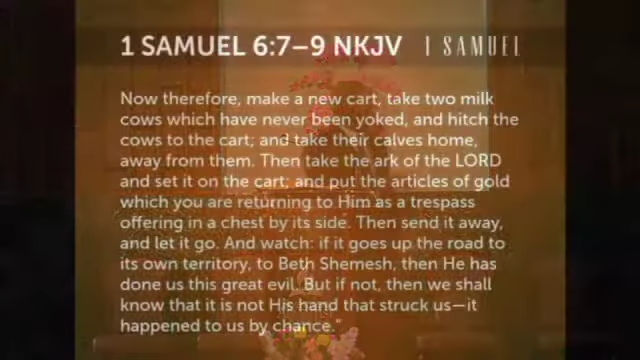 1 SAMUEL 6:7–9 NKJV 1 SAMUEL
Now therefore, make a new cart, take two milk
cows which have never been yoked, and hitch the
cows to the cart; and take their calves home,
away from them. Then take the ark of the LORD
and set it on the cart; and put the articles of gold
which you are returning to Him as a trespass
offering in a chest by its side. Then send it away,
and let it go. And watch: if it goes up the road to
its own territory, to Beth Shemesh, then He has
done us this great evil. But if not, then we shall
know that it is not His hand that struck us—it
happened to us by chance.”